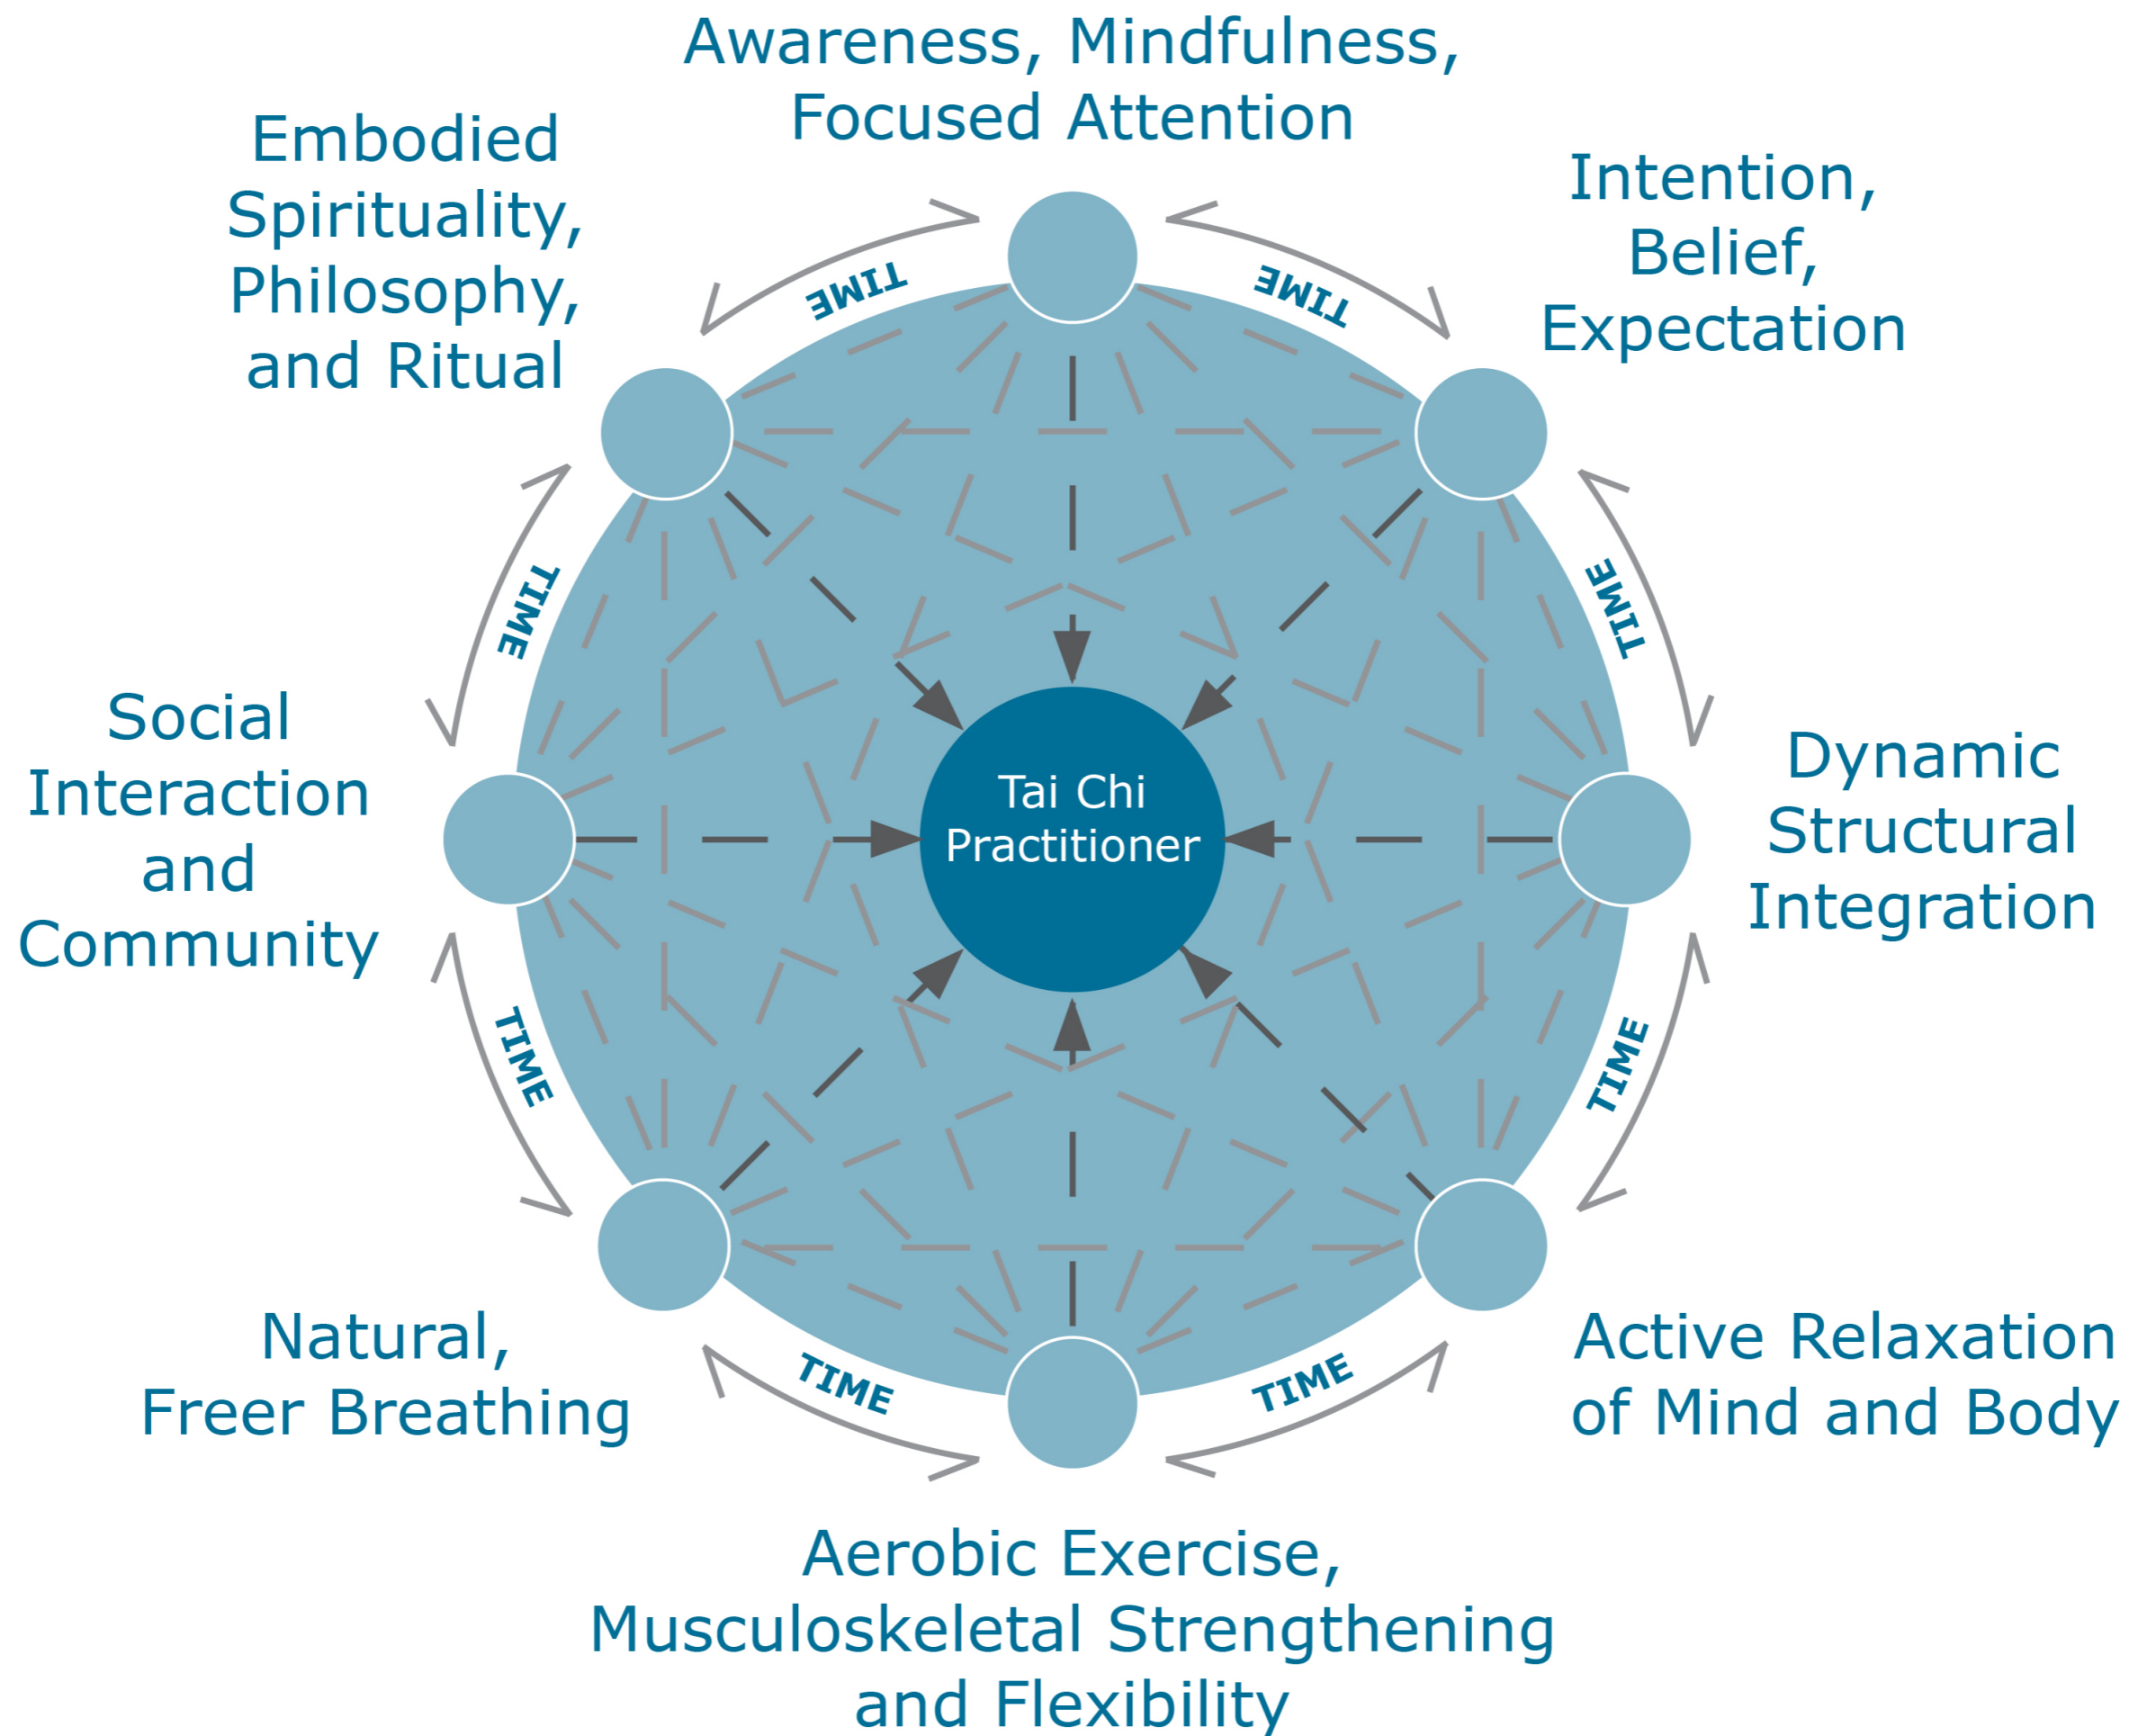 Awareness, Mindfulness,
Focused Attention
Embodied
Spirituality,
Philosophy,
and Ritual
Intention,
Belief,
Expectation
TIME
TIME
TIME
TIME
Social
Interaction
and
Community
Tai Chi
Practitioner
Dynamic
Structural
Integration
TIME
TIME
Natural,
Freer Breathing
Active Relaxation
of Mind and Body
TIME
TIME
Aerobic Exercise,
Musculoskeletal Strengthening
and Flexibility